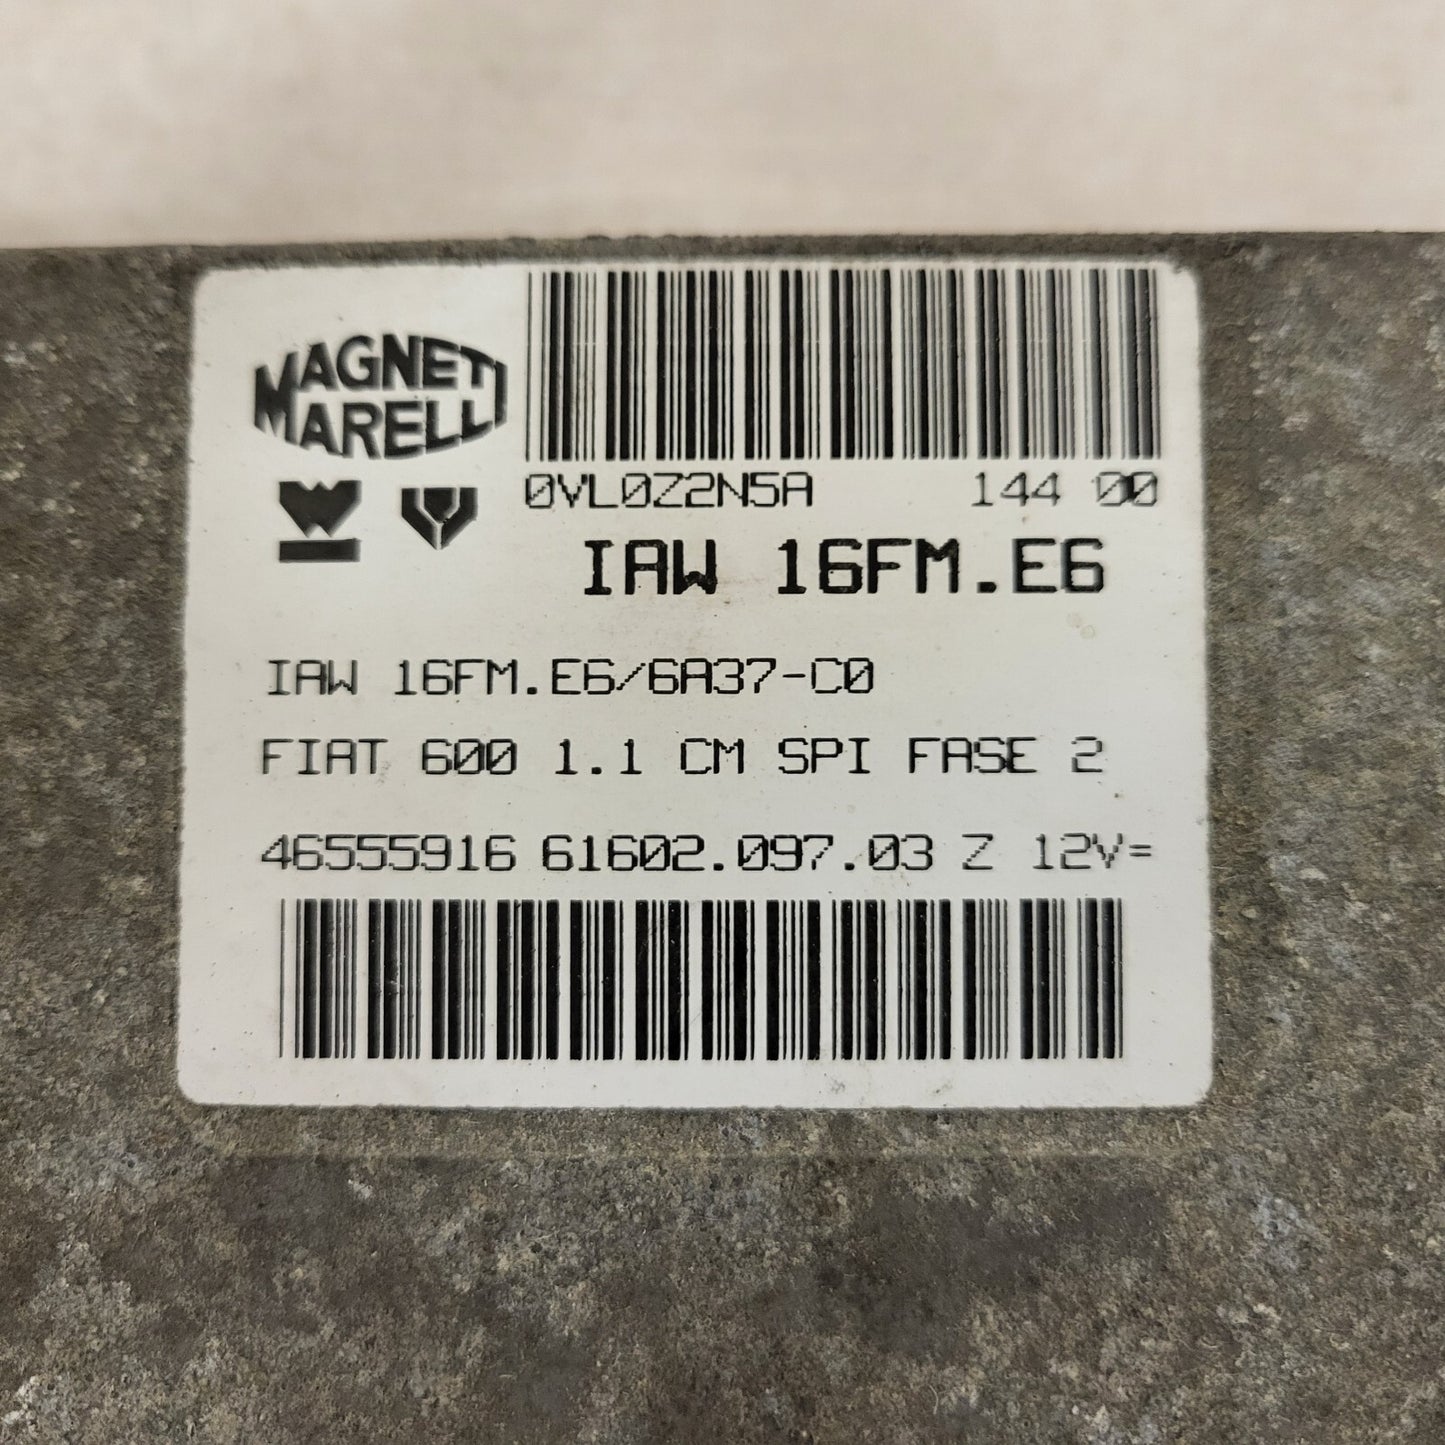 MAGNETI
MARELLI
0VL0Z2N5A 144 00
IAW 16FM.E6
IAW 16FM.E6/6A37-C0
FIAT 600 1.1 CM SPI FASE 2
46555916 61602.097.03 Z 12V=